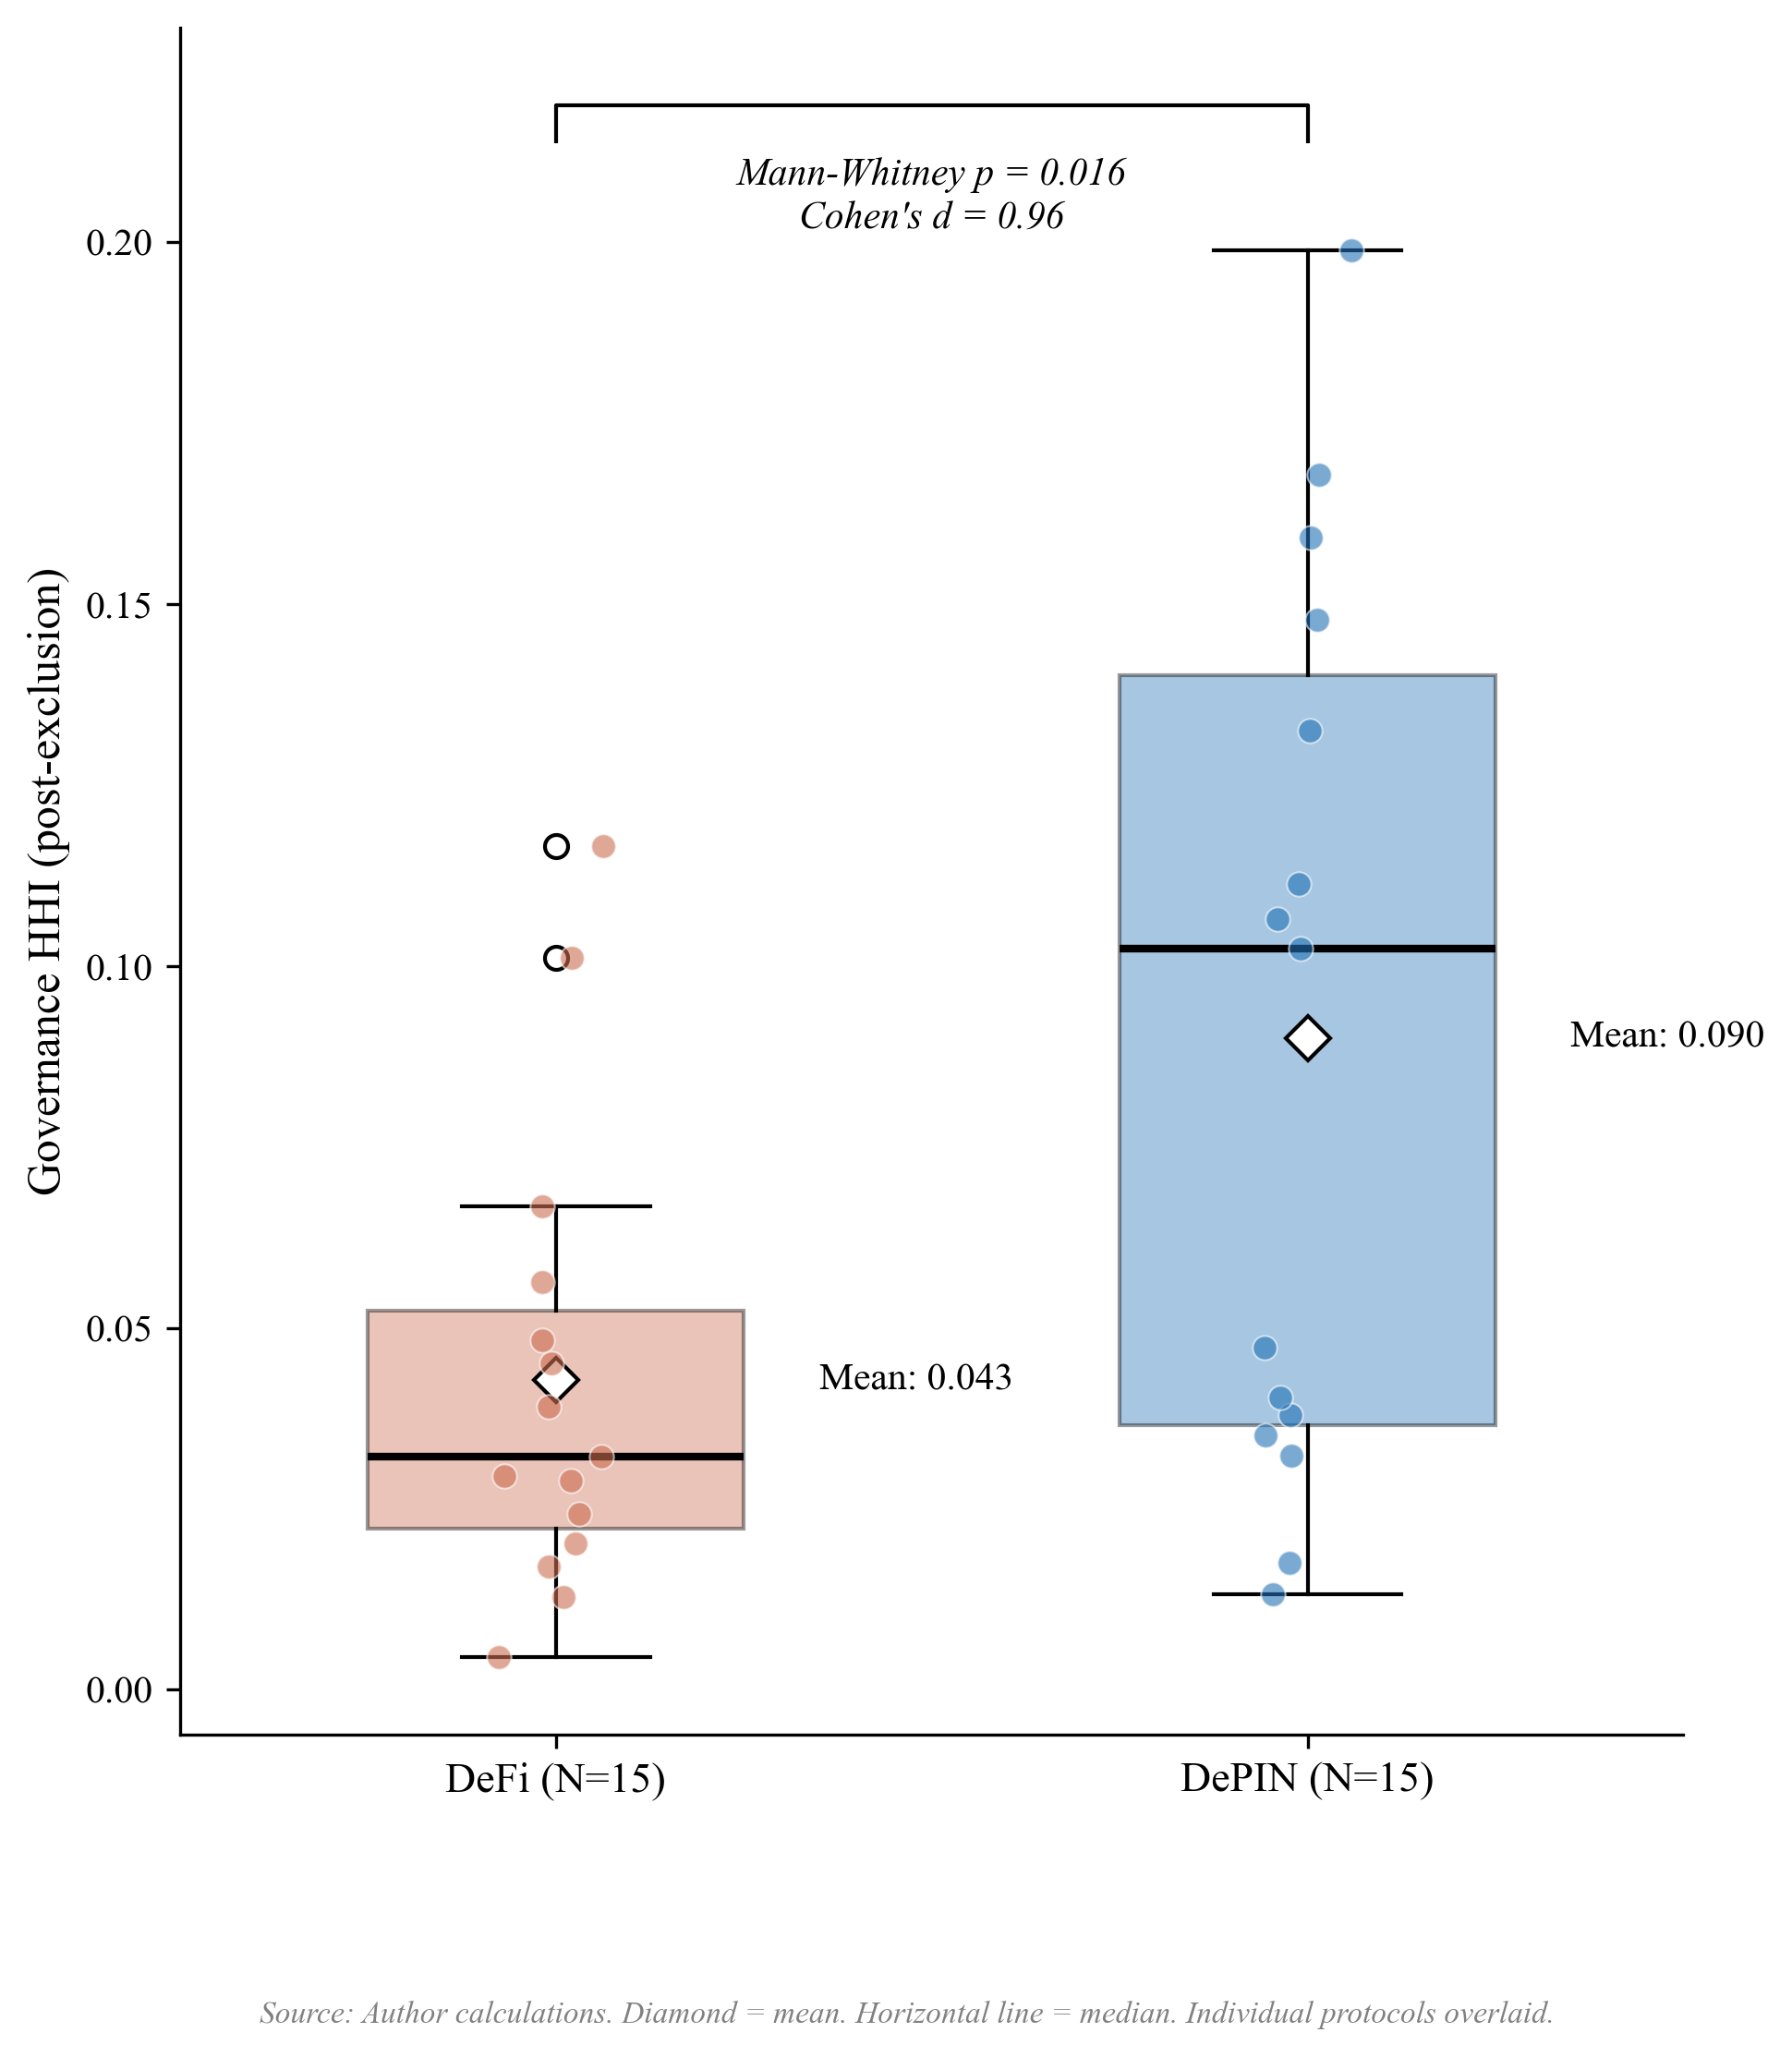 Mann-Whitney p = 0.016
Cohen's d = 0.96
0.20
0.15
0.10
0.05
0.00
Governance HHI (post-exclusion)
Mean: 0.090
Mean: 0.043
DeFi (N=15)
DePIN (N=15)
Source: Author calculations. Diamond = mean. Horizontal line = median. Individual protocols overlaid.